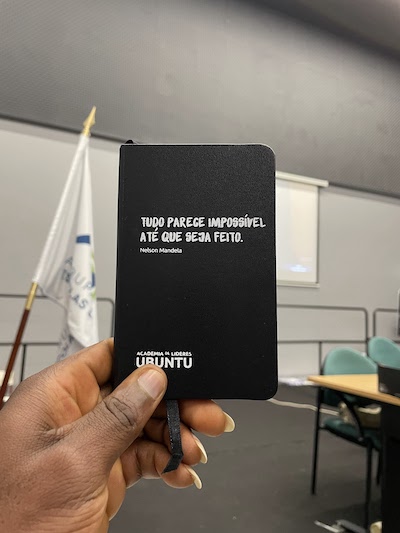 TUDO PARECE IMPOSSÍVEL
ATÉ QUE SEJA FEITO.
Nelson Mandela
ACADEMIA DE LÍDERES
UBUNTU